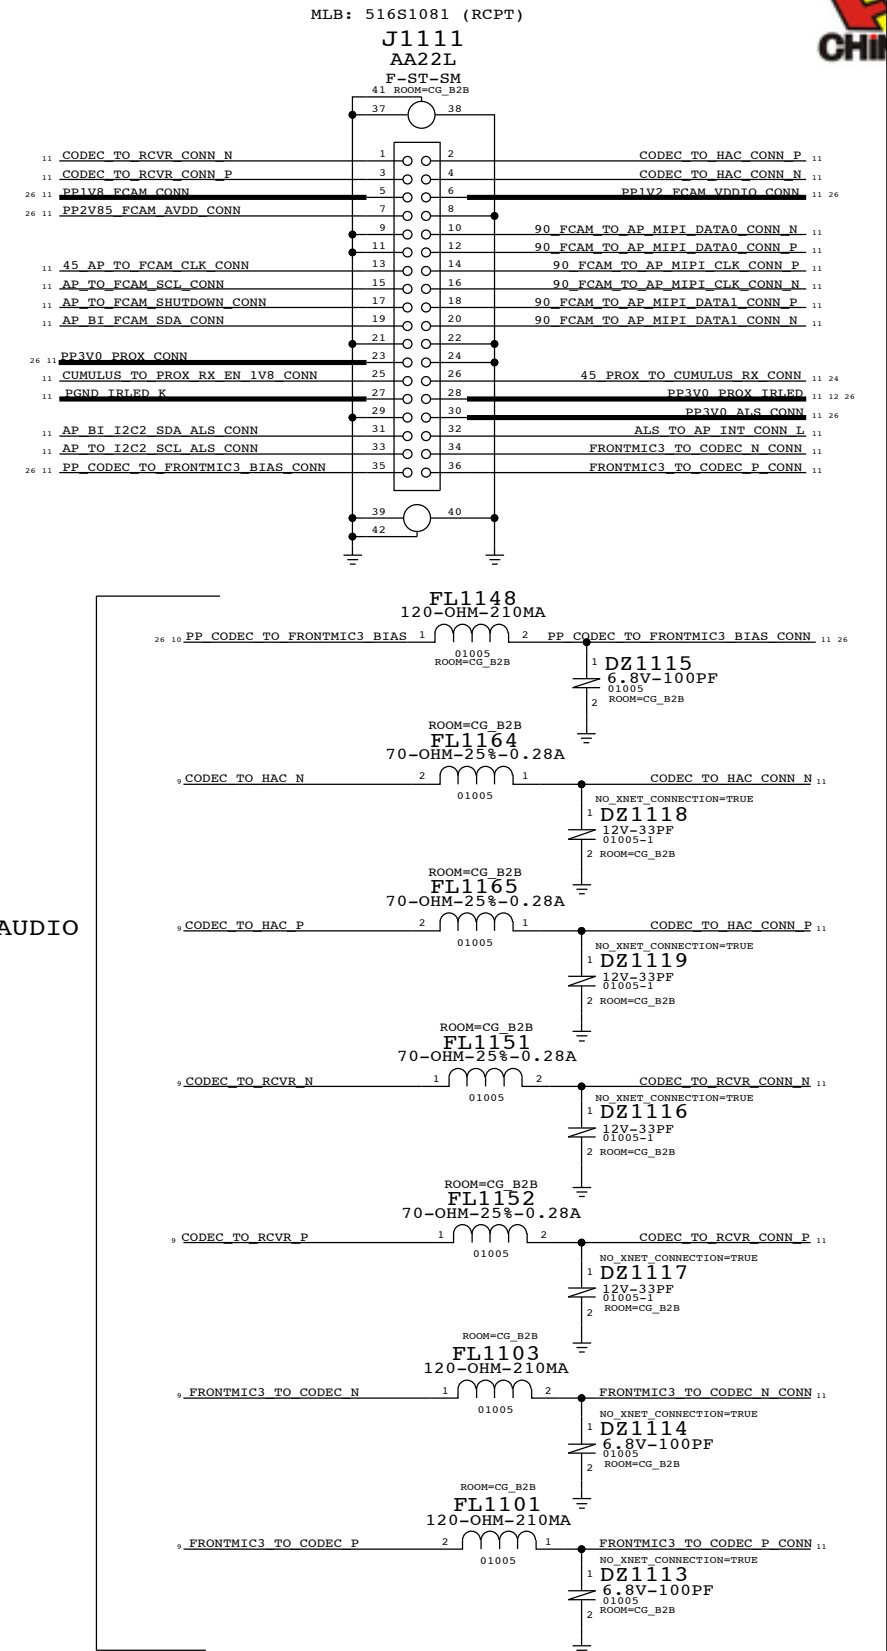 MLB: 516S1081 (RCPT)
J1111
AA22L
F-ST-SM
41 ROOM=CG_B2B
37 38
11 CODEC_TO_RCVR_CONN_N 1 2 CODEC_TO_HAC_CONN_P 11
11 CODEC_TO_RCVR_CONN_P 3 4 CODEC_TO_HAC_CONN_N 11
26 11 PP1V8_FCAM_CONN 5 6 PP1V2_FCAM_VDDIO_CONN 11 26
26 11 PP2V85_FCAM_AVDD_CONN 7 8
9 10 90_FCAM_TO_AP_MIPI_DATA0_CONN_N 11
11 12 90_FCAM_TO_AP_MIPI_DATA0_CONN_P 11
11 45_AP_TO_FCAM_CLK_CONN 13 14 90_FCAM_TO_AP_MIPI_CLK_CONN_P 11
11 AP_TO_FCAM_SCL_CONN 15 16 90_FCAM_TO_AP_MIPI_CLK_CONN_N 11
11 AP_TO_FCAM_SHUTDOWN_CONN 17 18 90_FCAM_TO_AP_MIPI_DATA1_CONN_P 11
11 AP_BI_FCAM_SDA_CONN 19 20 90_FCAM_TO_AP_MIPI_DATA1_CONN_N 11
21 22
26 11 PP3V0_PROX_CONN 23 24
11 CUMULUS_TO_PROX_RX_EN_1V8_CONN 25 26 45_PROX_TO_CUMULUS_RX_CONN 11 24
11 PGND_IRLED_K 27 28 PP3V0_PROX_IRLED 11 12 26
29 30 PP3V0_ALS_CONN 11 26
11 AP_BI_I2C2_SDA_ALS_CONN 31 32 ALS_TO_AP_INT_CONN_L 11
11 AP_TO_I2C2_SCL_ALS_CONN 33 34 FRONTMIC3_TO_CODEC_N_CONN 11
26 11 PP_CODEC_TO_FRONTMIC3_BIAS_CONN 35 36 FRONTMIC3_TO_CODEC_P_CONN 11
39 40
42
AUDIO
FL1148
120-OHM-210MA
26 10 PP_CODEC_TO_FRONTMIC3_BIAS 1 2 PP_CODEC_TO_FRONTMIC3_BIAS_CONN 11 26
01005
ROOM=CG_B2B
1 DZ1115
6.8V-100PF
01005
2 ROOM=CG_B2B
ROOM=CG_B2B
FL1164
70-OHM-25%-0.28A
9 CODEC_TO_HAC_N 2 1 CODEC_TO_HAC_CONN_N 11
01005
NO_XNET_CONNECTION=TRUE
1 DZ1118
12V-33PF
01005-1
2 ROOM=CG_B2B
ROOM=CG_B2B
FL1165
70-OHM-25%-0.28A
9 CODEC_TO_HAC_P 2 1 CODEC_TO_HAC_CONN_P 11
01005
NO_XNET_CONNECTION=TRUE
1 DZ1119
12V-33PF
01005-1
2 ROOM=CG_B2B
ROOM=CG_B2B
FL1151
70-OHM-25%-0.28A
9 CODEC_TO_RCVR_N 1 2 CODEC_TO_RCVR_CONN_N 11
01005
NO_XNET_CONNECTION=TRUE
1 DZ1116
12V-33PF
01005-1
2 ROOM=CG_B2B
ROOM=CG_B2B
FL1152
70-OHM-25%-0.28A
9 CODEC_TO_RCVR_P 1 2 CODEC_TO_RCVR_CONN_P 11
01005
NO_XNET_CONNECTION=TRUE
1 DZ1117
12V-33PF
01005-1
2 ROOM=CG_B2B
ROOM=CG_B2B
FL1103
120-OHM-210MA
9 FRONTMIC3_TO_CODEC_N 1 2 FRONTMIC3_TO_CODEC_N_CONN 11
01005
NO_XNET_CONNECTION=TRUE
1 DZ1114
6.8V-100PF
01005
2 ROOM=CG_B2B
ROOM=CG_B2B
FL1101
120-OHM-210MA
9 FRONTMIC3_TO_CODEC_P 2 1 FRONTMIC3_TO_CODEC_P_CONN 11
01005
NO_XNET_CONNECTION=TRUE
1 DZ1113
6.8V-100PF
01005
2 ROOM=CG_B2B